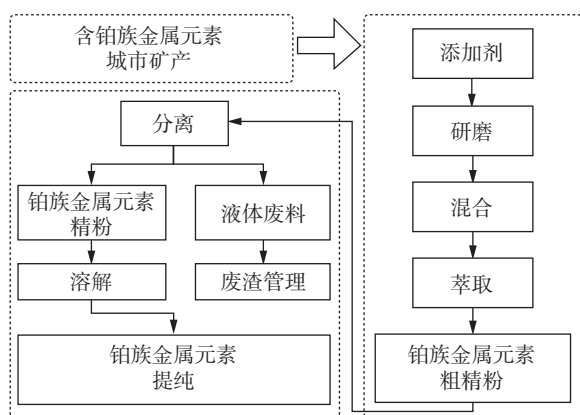 含铂族金属元素
城市矿产
添加剂
研磨
混合
萃取
铂族金属元素
粗精粉
分离
铂族金属元素
精粉
液体废料
溶解
废渣管理
铂族金属元素
提纯